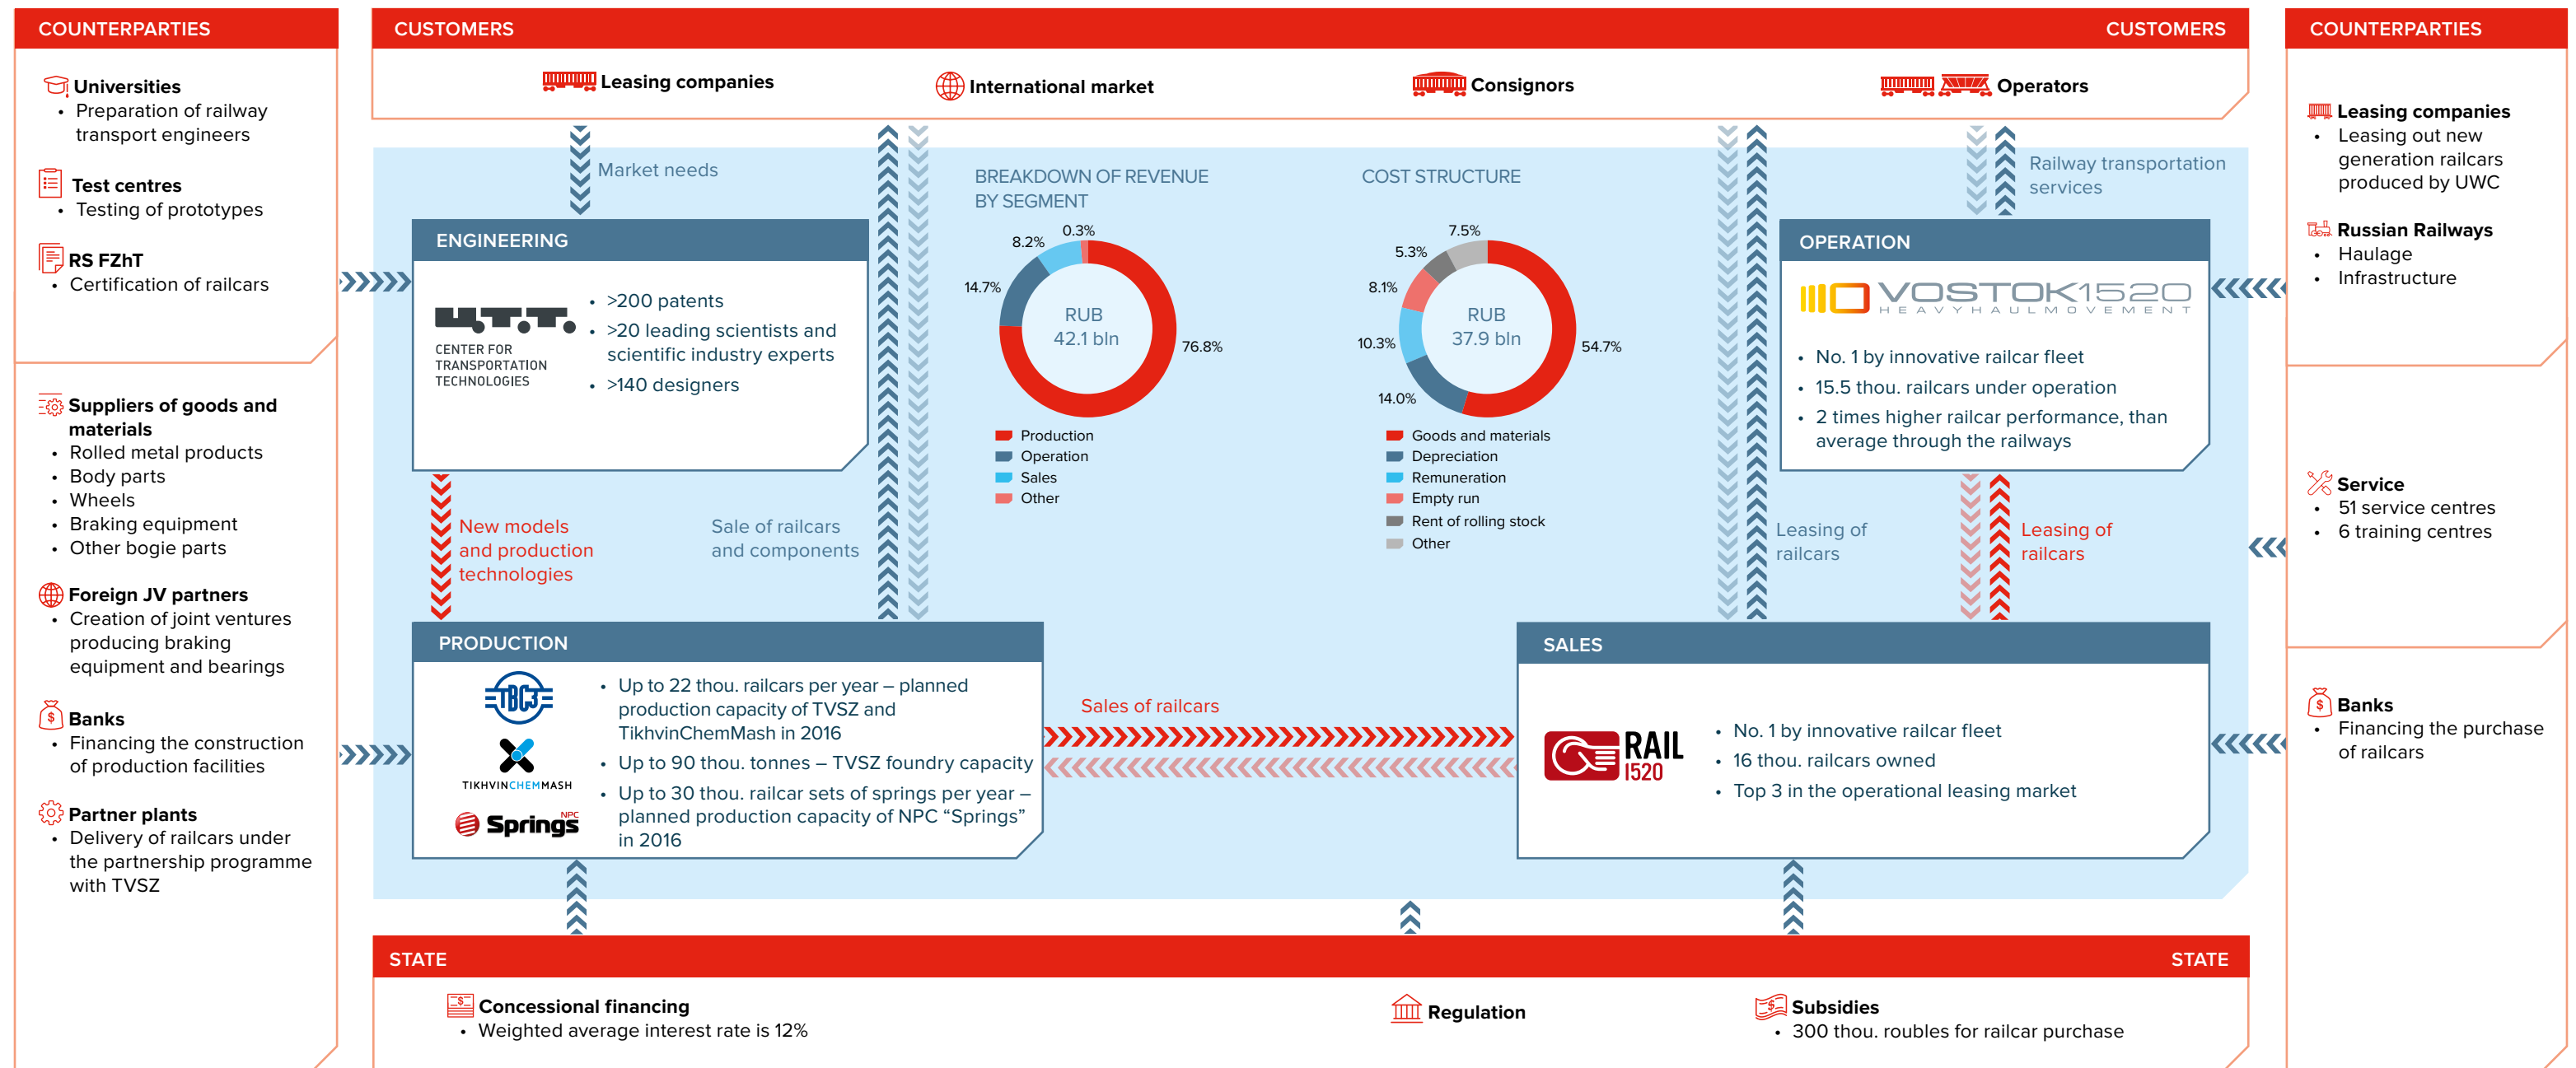 COUNTERPARTIES
Universities
• Preparation of railway
transport engineers
Test centres
• Testing of prototypes
RS FZhT
• Certification of railcars
Suppliers of goods and
materials
• Rolled metal products
• Body parts
• Wheels
• Braking equipment
• Other bogie parts
Foreign JV partners
• Creation of joint ventures
producing braking
equipment and bearings
Banks
• Financing the construction
of production facilities
Partner plants
• Delivery of railcars under
the partnership programme
with TVSZ
CUSTOMERS CUSTOMERS
Leasing companies
International market
Consignors
Operators
Market needs
ENGINEERING
CENTER FOR
TRANSPORTATION
TECHNOLOGIES
• >200 patents
• >20 leading scientists and
scientific industry experts
• >140 designers
New models
and production
technologies
Sale of railcars
and components
BREAKDOWN OF REVENUE
BY SEGMENT
0.3%
8.2%
14.7%
RUB
42.1 bln
76.8%
Production
Operation
Sales
Other
COST STRUCTURE
7.5%
5.3%
8.1%
10.3%
14.0%
RUB
37.9 bln
54.7%
Goods and materials
Depreciation
Remuneration
Empty run
Rent of rolling stock
Other
Railway transportation
services
OPERATION
VOSTOK1520
HEAVYHAULMOVEMENT
• No. 1 by innovative railcar fleet
• 15.5 thou. railcars under operation
• 2 times higher railcar performance, than
average through the railways
Leasing of
railcars
Leasing of
railcars
PRODUCTION
ТВСЗ
TIKHVINCHEMMASH
NPC
Springs
• Up to 22 thou. railcars per year – planned
production capacity of TVSZ and
TikhvinChemMash in 2016
• Up to 90 thou. tonnes – TVSZ foundry capacity
• Up to 30 thou. railcar sets of springs per year –
planned production capacity of NPC “Springs”
in 2016
Sales of railcars
SALES
RAIL
1520
• No. 1 by innovative railcar fleet
• 16 thou. railcars owned
• Top 3 in the operational leasing market
STATE STATE
Concessional financing
• Weighted average interest rate is 12%
Regulation
Subsidies
• 300 thou. roubles for railcar purchase
COUNTERPARTIES
Leasing companies
• Leasing out new
generation railcars
produced by UWC
Russian Railways
• Haulage
• Infrastructure
Service
• 51 service centres
• 6 training centres
Banks
• Financing the purchase
of railcars